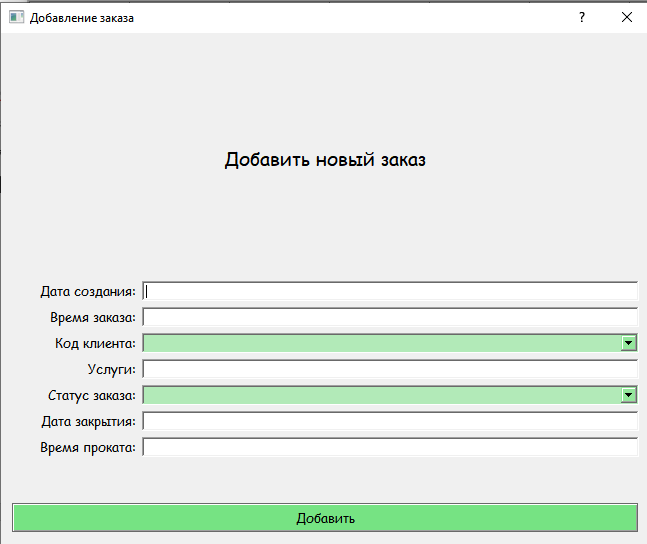 Добавление заказа
?
Добавить новый заказ
Дата создания:
Время заказа:
Код клиента:
Услуги:
Статус заказа:
Дата закрытия:
Время проката:
Добавить